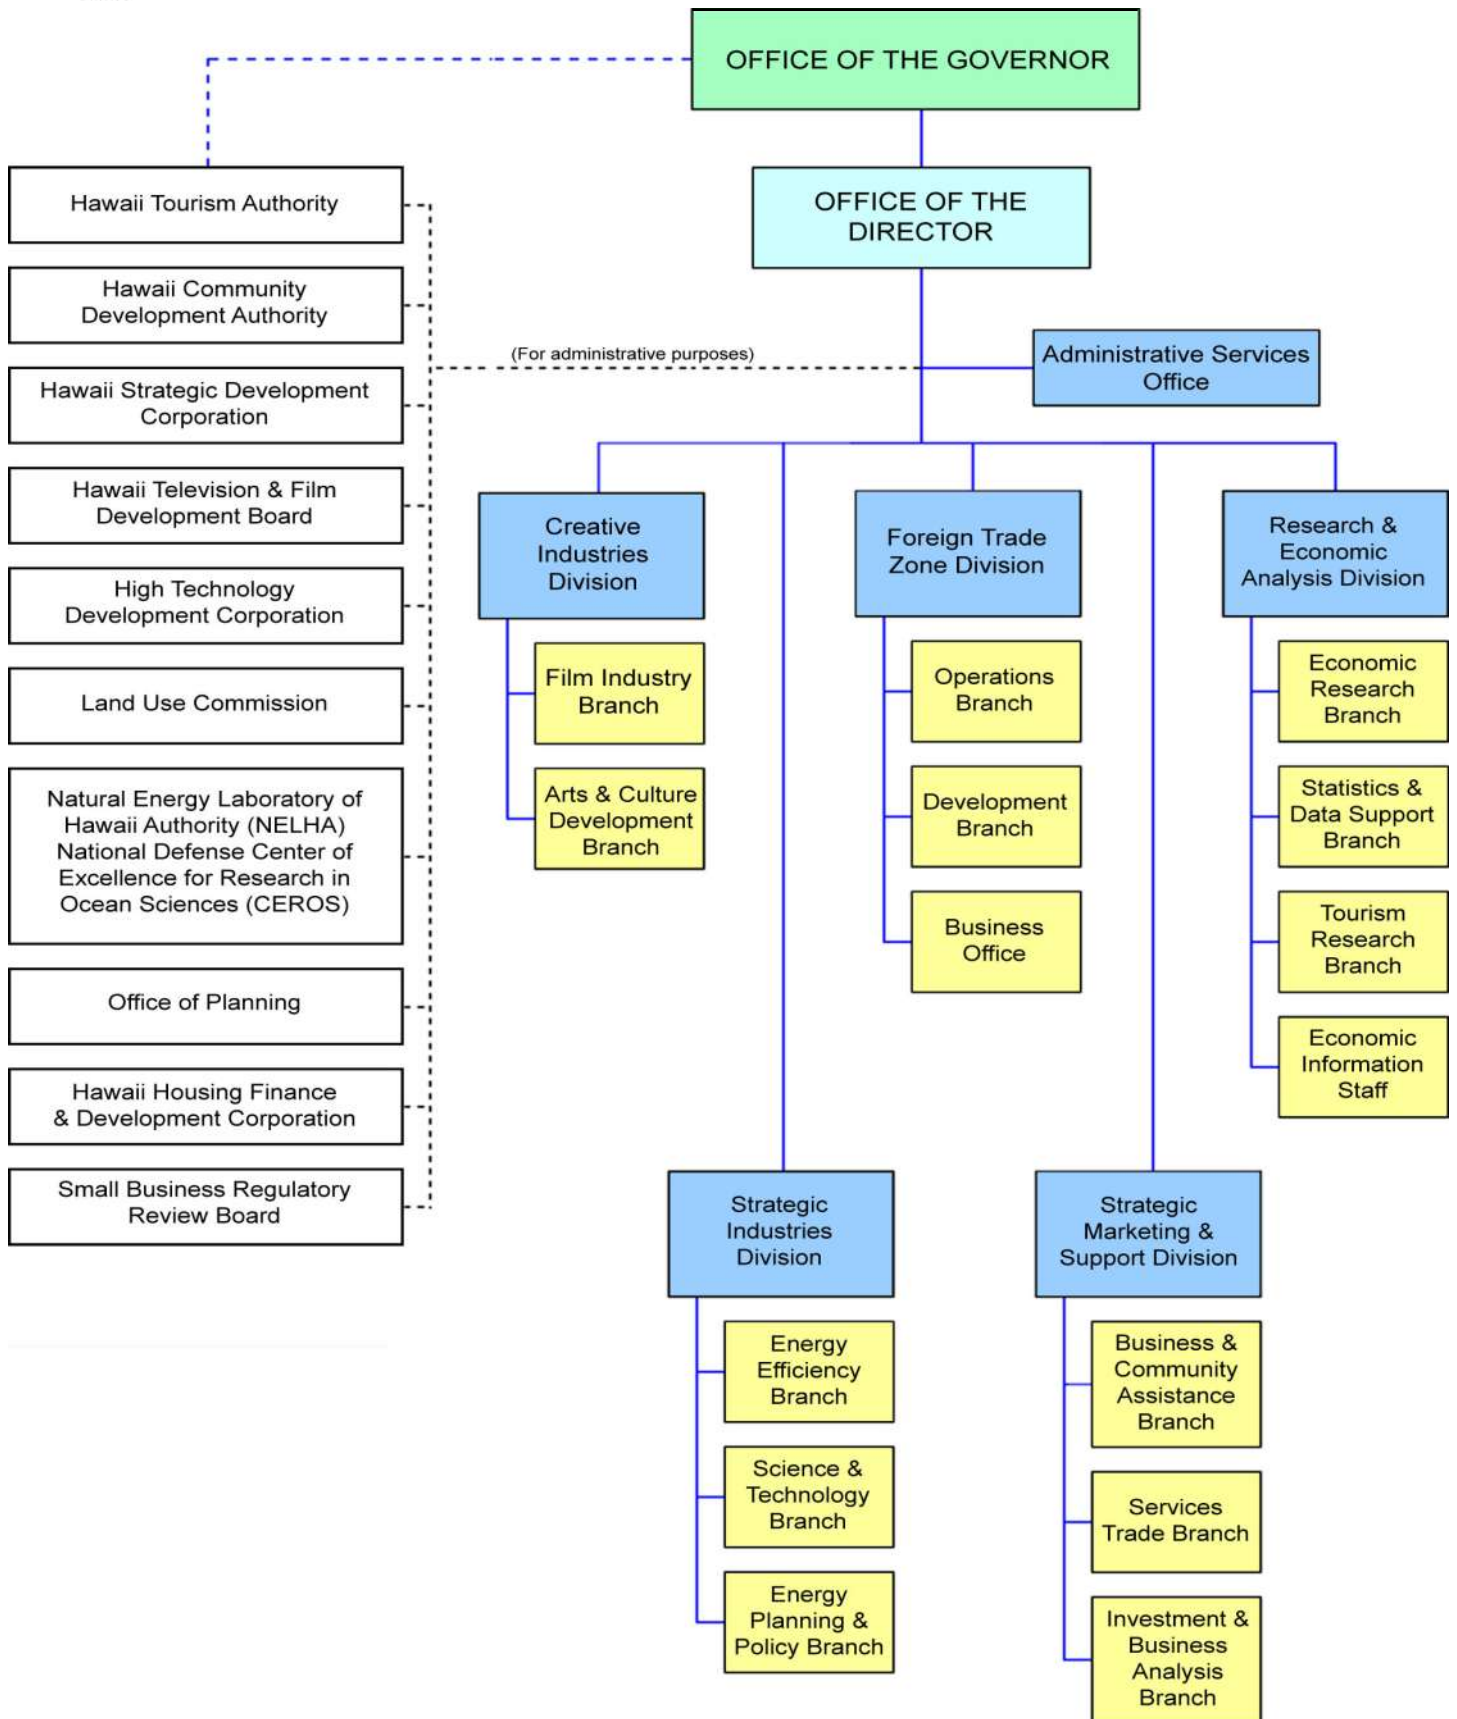 OFFICE OF THE GOVERNOR
OFFICE OF THE
DIRECTOR
Hawaii Tourism Authority
Hawaii Community
Development Authority
(For administrative purposes)
Administrative Services
Office
Hawaii Strategic Development
Corporation
Hawaii Television & Film
Development Board
High Technology
Development Corporation
Land Use Commission
Natural Energy Laboratory of
Hawaii Authority (NELHA)
National Defense Center of
Excellence for Research in
Ocean Sciences (CEROS)
Office of Planning
Hawaii Housing Finance
& Development Corporation
Small Business Regulatory
Review Board
Creative
Industries
Division
Film Industry
Branch
Arts & Culture
Development
Branch
Foreign Trade
Zone Division
Operations
Branch
Development
Branch
Business
Office
Research &
Economic
Analysis Division
Economic
Research
Branch
Statistics &
Data Support
Branch
Tourism
Research
Branch
Economic
Information
Staff
Strategic
Industries
Division
Energy
Efficiency
Branch
Science &
Technology
Branch
Energy
Planning &
Policy Branch
Strategic
Marketing &
Support Division
Business &
Community
Assistance
Branch
Services
Trade Branch
Investment &
Business
Analysis
Branch